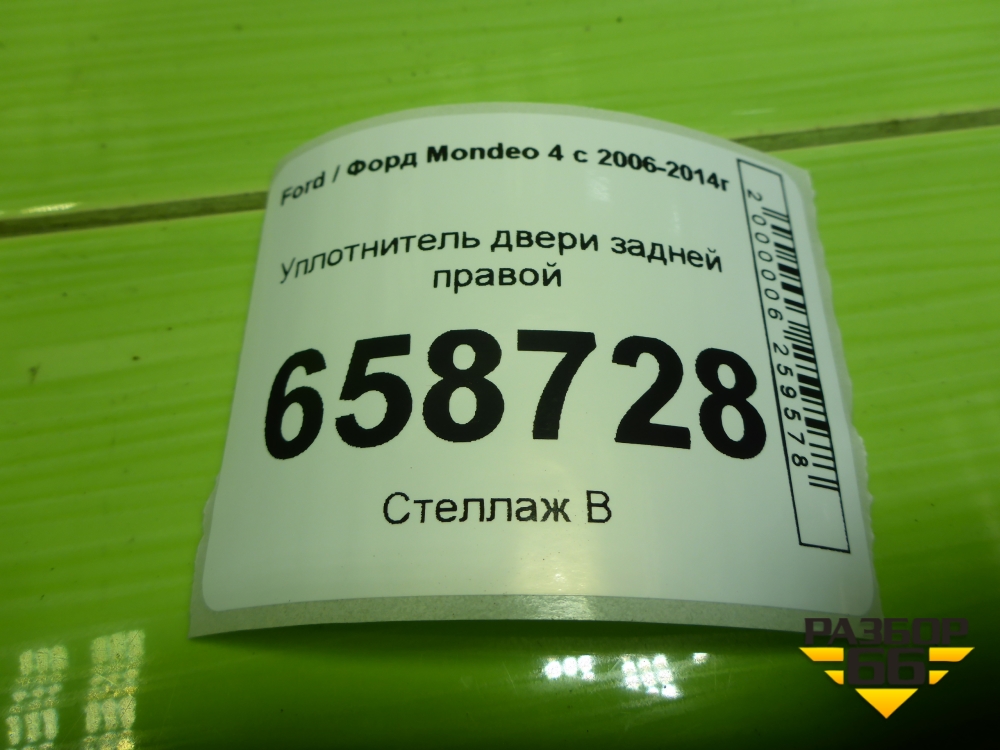 Ford / Форд Mondeo 4 с 2006-2014г
Уплотнитель двери задней
правой
658728
Стеллаж В
2000006259578
РАЗБОР
66